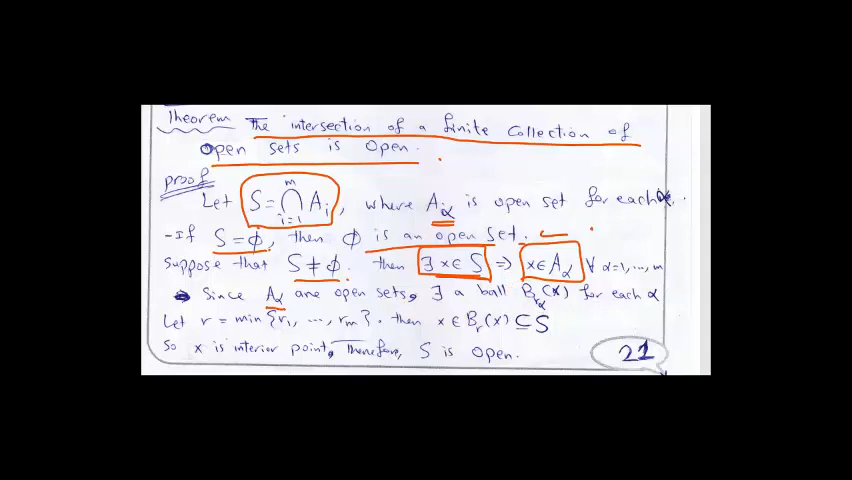 Theorem The intersection of a finite Collection of
open sets is open.
proof
Let S = ⋂_{i=1}^{m} A_i, where A_α is open set for each α.
-If S = ϕ, then ϕ is an open set.
suppose that S ≠ ϕ. then ∃ x ∈ S ⇒ x ∈ A_α ∀ α=1,...,m
Since A_α are open sets, ∃ a ball B_{r_α}(x) for each α
Let r = min {r_1, ..., r_m}. then x ∈ B_r(x) ⊆ S
So x is interior point, Therefore, S is open.
21